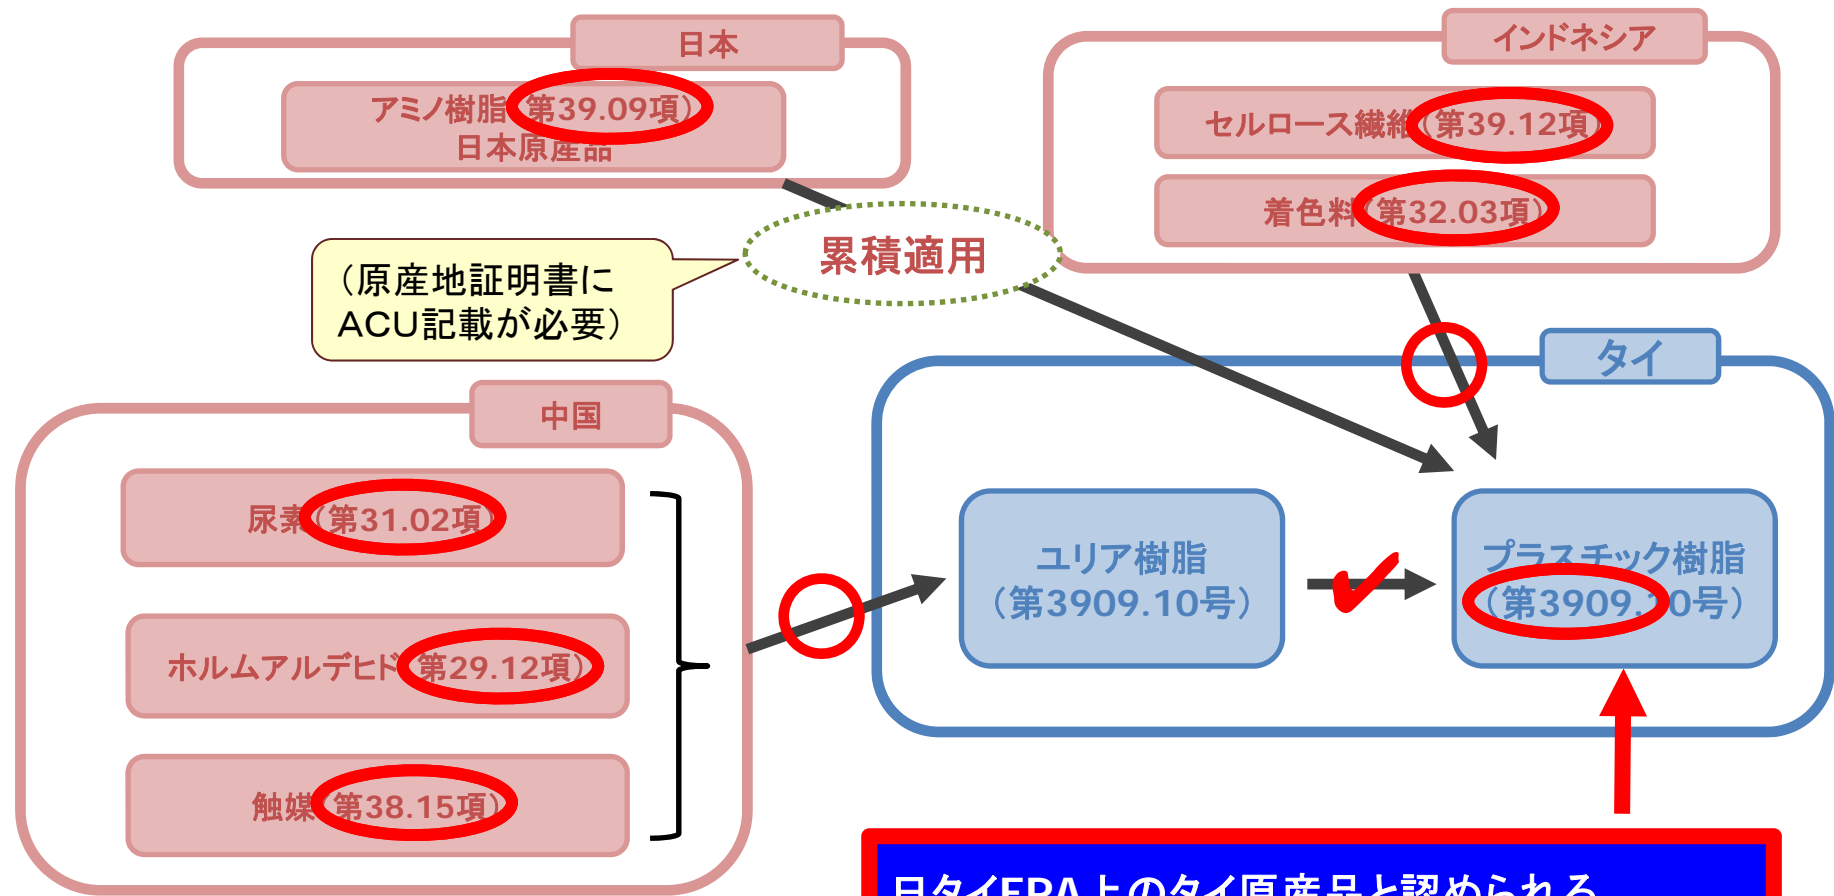 日本
アミノ樹脂（第39.09項）
日本原産品
インドネシア
セルロース繊維（第39.12項）
着色料（第32.03項）
累積適用
（原産地証明書に
ACU記載が必要）
タイ
ユリア樹脂
（第3909.10号）
プラスチック樹脂
（第3909.10号）
中国
尿素（第31.02項）
ホルムアルデヒド（第29.12項）
触媒（第38.15項）
日タイEPA上のタイ原産品と認められる